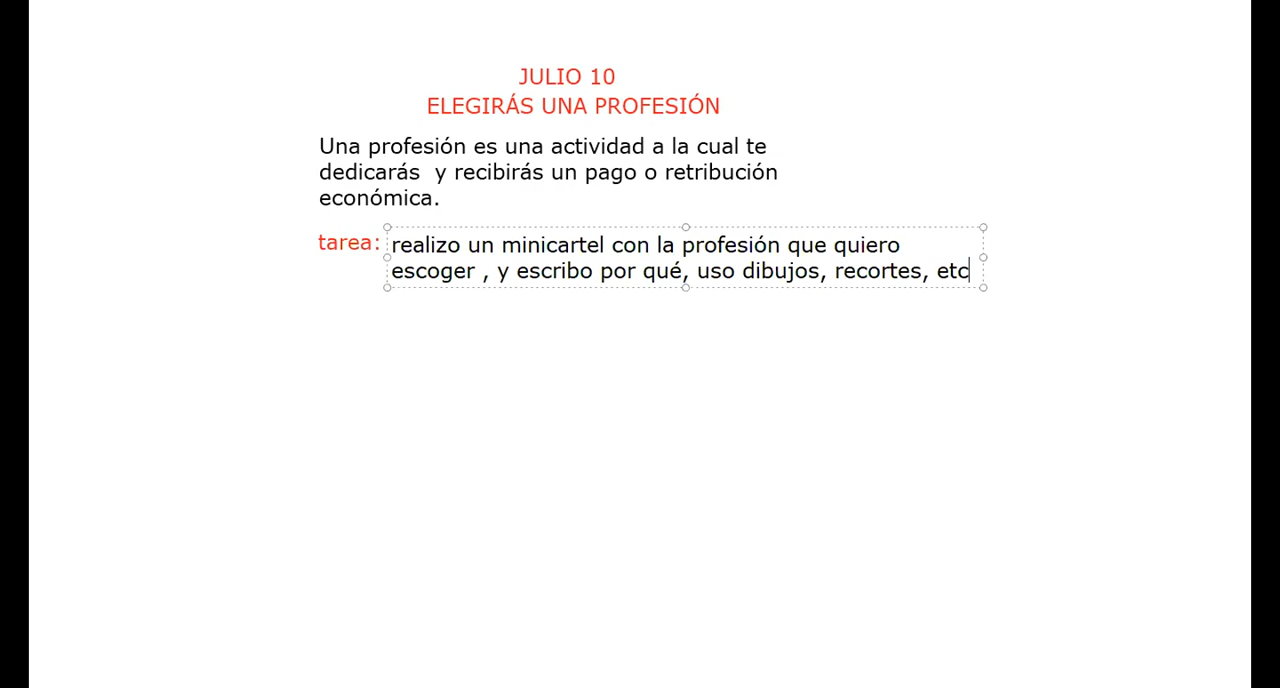 JULIO 10
ELEGIRÁS UNA PROFESIÓN
Una profesión es una actividad a la cual te
dedicarás  y recibirás un pago o retribución
económica.
tarea: realizo un minicartel con la profesión que quiero
escoger , y escribo por qué, uso dibujos, recortes, etc